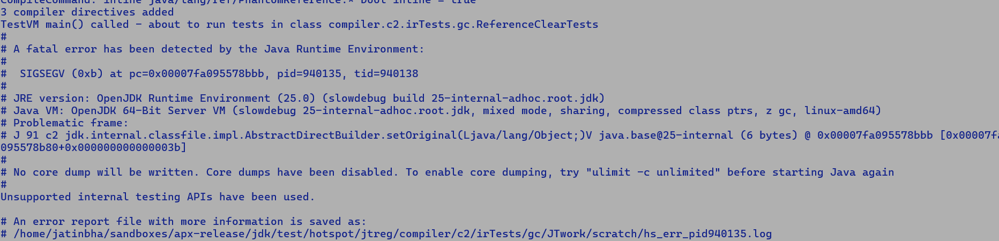 CompileCommand: inline java/lang/ref/PhantomReference.* bool inline = true
3 compiler directives added
TestVM main() called - about to run tests in class compiler.c2.irTests.gc.ReferenceClearTests
#
# A fatal error has been detected by the Java Runtime Environment:
#
#  SIGSEGV (0xb) at pc=0x00007fa095578bbb, pid=940135, tid=940138
#
# JRE version: OpenJDK Runtime Environment (25.0) (slowdebug build 25-internal-adhoc.root.jdk)
# Java VM: OpenJDK 64-Bit Server VM (slowdebug 25-internal-adhoc.root.jdk, mixed mode, sharing, compressed class ptrs, z gc, linux-amd64)
# Problematic frame:
# J 91 c2 jdk.internal.classfile.impl.AbstractDirectBuilder.setOriginal(Ljava/lang/Object;)V java.base@25-internal (6 bytes) @ 0x00007fa095578bbb [0x00007fa
095578b80+0x000000000000003b]
#
# No core dump will be written. Core dumps have been disabled. To enable core dumping, try "ulimit -c unlimited" before starting Java again
#
Unsupported internal testing APIs have been used.

# An error report file with more information is saved as:
# /home/jatinbha/sandboxes/apx-release/jdk/test/hotspot/jtreg/compiler/c2/irTests/gc/JTwork/scratch/hs_err_pid940135.log